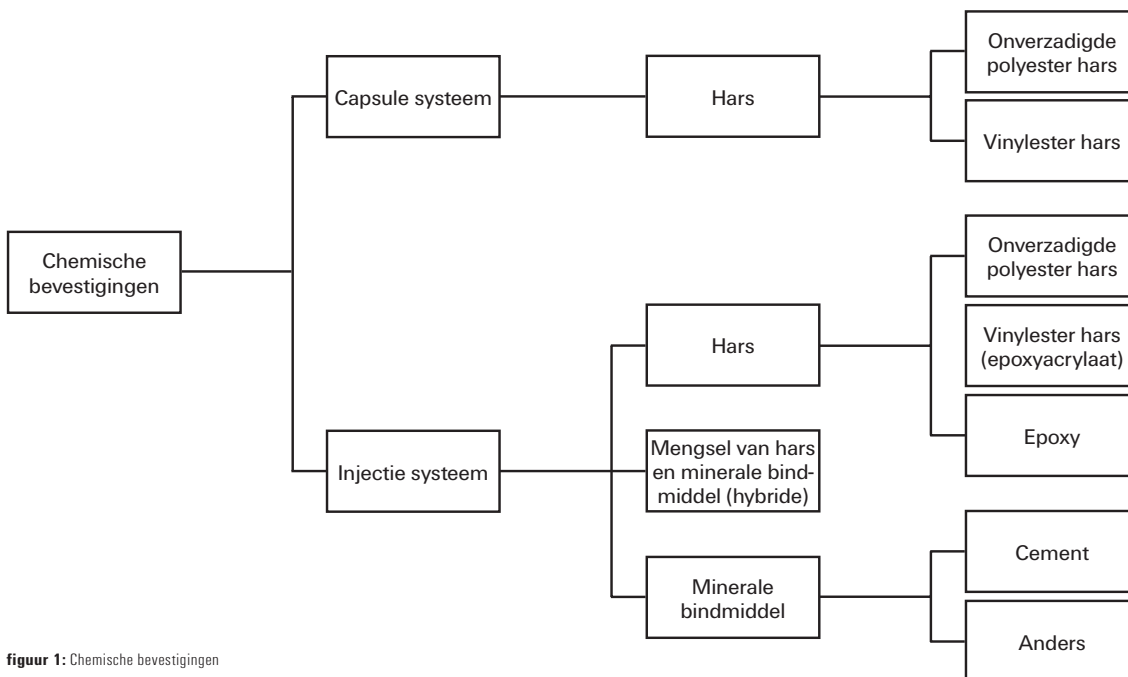 Chemische
bevestigingen
Capsule systeem
Hars
Onverzadigde
polyester hars
Vinylester hars
Injectie systeem
Hars
Onverzadigde
polyester hars
Vinylester hars
(epoxyacrylaat)
Epoxy
Mengsel van hars
en minerale bind-
middel (hybride)
Minerale
bindmiddel
Cement
Anders
figuur 1: Chemische bevestigingen